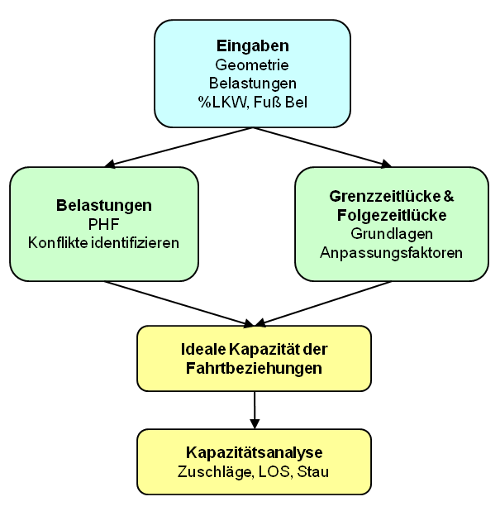 Eingaben
Geometrie
Belastungen
%LKW, Fuß Bel
Belastungen
PHF
Konflikte identifizieren
Grenzzeitlücke &
Folgezeitlücke
Grundlagen
Anpassungsfaktoren
Ideale Kapazität der
Fahrtbeziehungen
Kapazitätsanalyse
Zuschläge, LOS, Stau